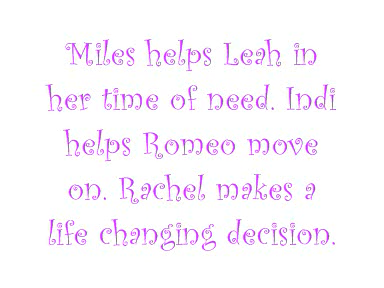 Miles helps Leah in
her time of need. Indi
helps Romeo move
on. Rachel makes a
life changing decision.